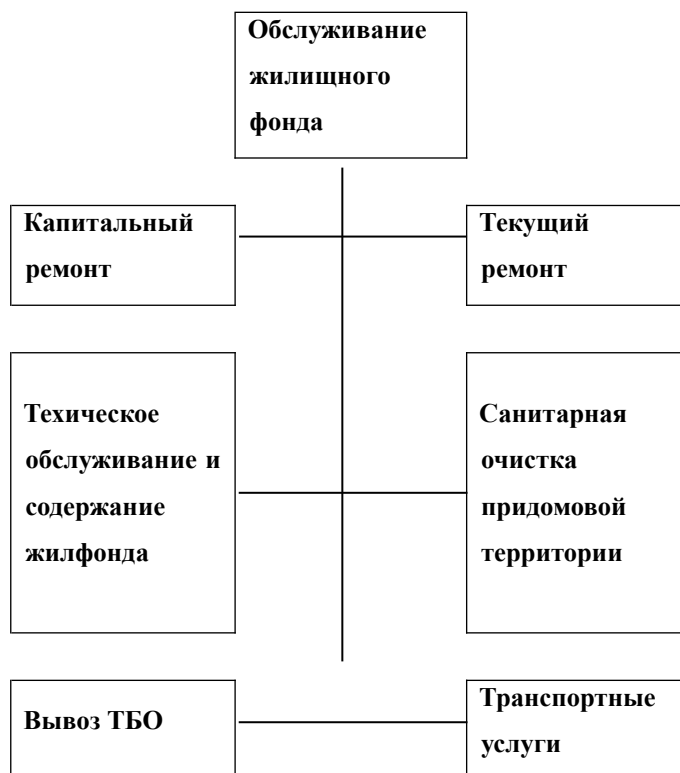 Обслуживание
жилищного
фонда
Капитальный
ремонт
Текущий
ремонт
Техическое
обслуживание и
содержание
жилфонда
Санитарная
очистка
придомовой
территории
Вывоз ТБО
Транспортные
услуги